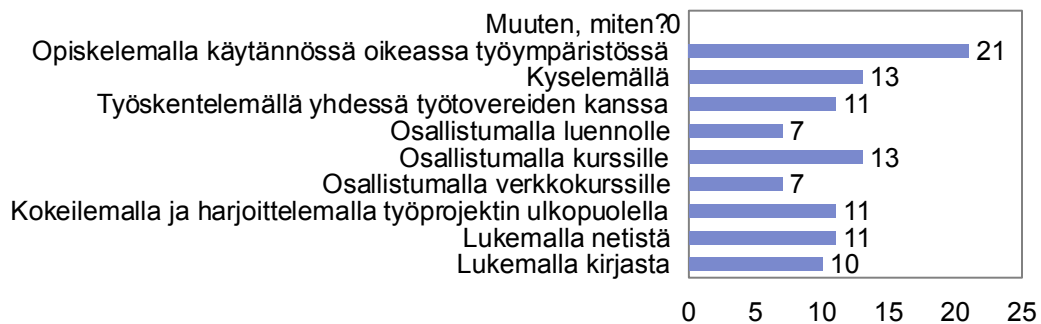 Muuten, miten? 0
Opiskelemalla käytännössä oikeassa työympäristössä 21
Kyselemällä 13
Työskentelemällä yhdessä työtovereiden kanssa 11
Osallistumalla luennolle 7
Osallistumalla kurssille 13
Osallistumalla verkkokurssille 7
Kokeilemalla ja harjoittelemalla työprojektin ulkopuolella 11
Lukemalla netistä 11
Lukemalla kirjasta 10
0 5 10 15 20 25